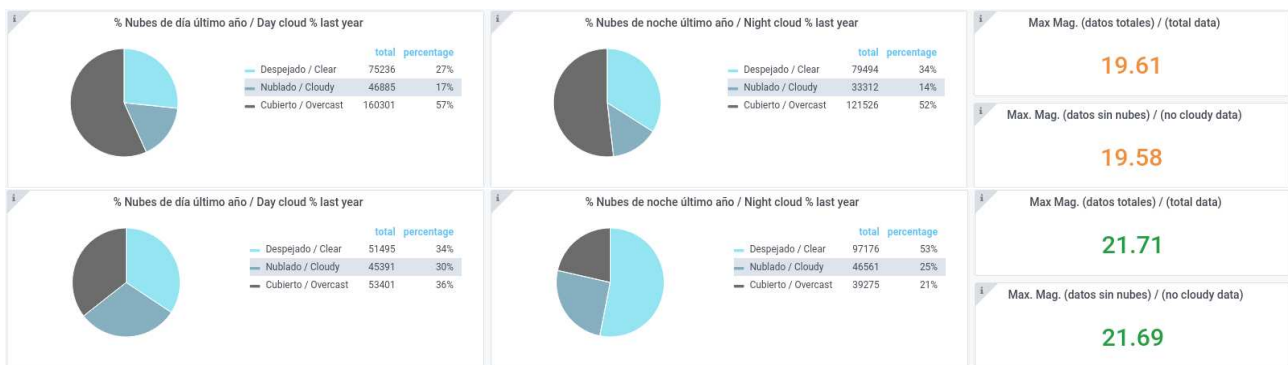 % Nubes de día último año / Day cloud % last year
total percentage
Despejado / Clear 75236 27%
Nublado / Cloudy 46885 17%
Cubierto / Overcast 160301 57%
% Nubes de noche último año / Night cloud % last year
total percentage
Despejado / Clear 79494 34%
Nublado / Cloudy 33312 14%
Cubierto / Overcast 121526 52%
Max Mag. (datos totales) / (total data)
19.61
Max. Mag. (datos sin nubes) / (no cloudy data)
19.58
% Nubes de día último año / Day cloud % last year
total percentage
Despejado / Clear 51495 34%
Nublado / Cloudy 45391 30%
Cubierto / Overcast 53401 36%
% Nubes de noche último año / Night cloud % last year
total percentage
Despejado / Clear 97176 53%
Nublado / Cloudy 46561 25%
Cubierto / Overcast 39275 21%
Max Mag. (datos totales) / (total data)
21.71
Max. Mag. (datos sin nubes) / (no cloudy data)
21.69